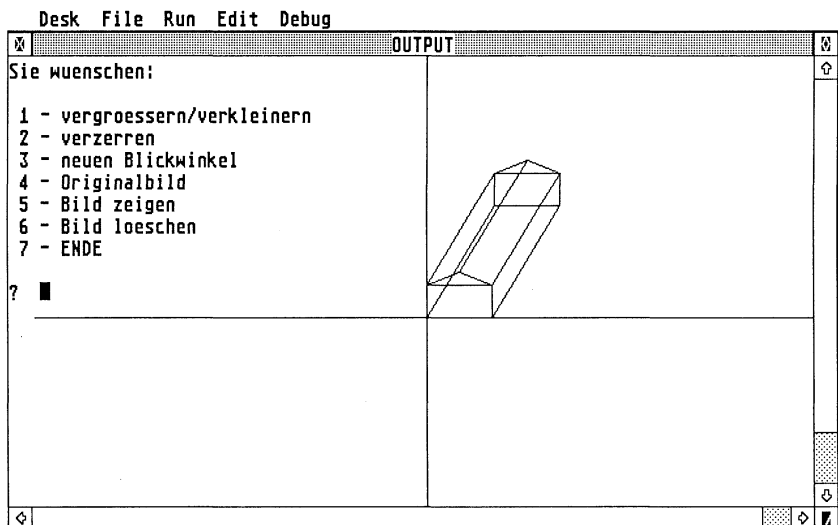 Desk File Run Edit Debug
OUTPUT
Sie wuenschen:
1 - vergroessern/verkleinern
2 - verzerren
3 - neuen Blickwinkel
4 - Originalbild
5 - Bild zeigen
6 - Bild loeschen
7 - ENDE
?